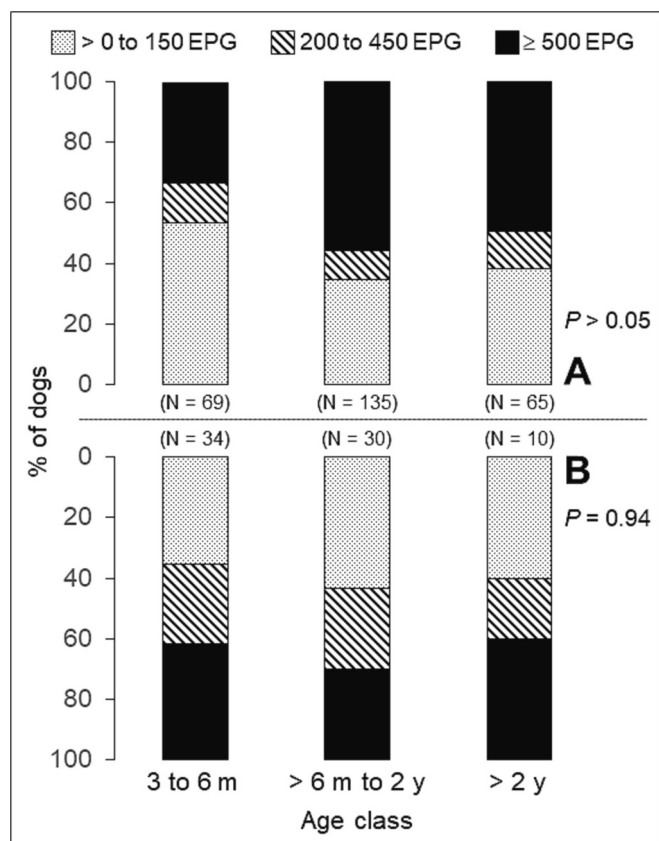 > 0 to 150 EPG 200 to 450 EPG ≥ 500 EPG
100
80
60
40
20
0
% of dogs
P > 0.05
A
(N = 69) (N = 135) (N = 65)
(N = 34) (N = 30) (N = 10)
B
P = 0.94
0
20
40
60
80
100
3 to 6 m > 6 m to 2 y > 2 y
Age class